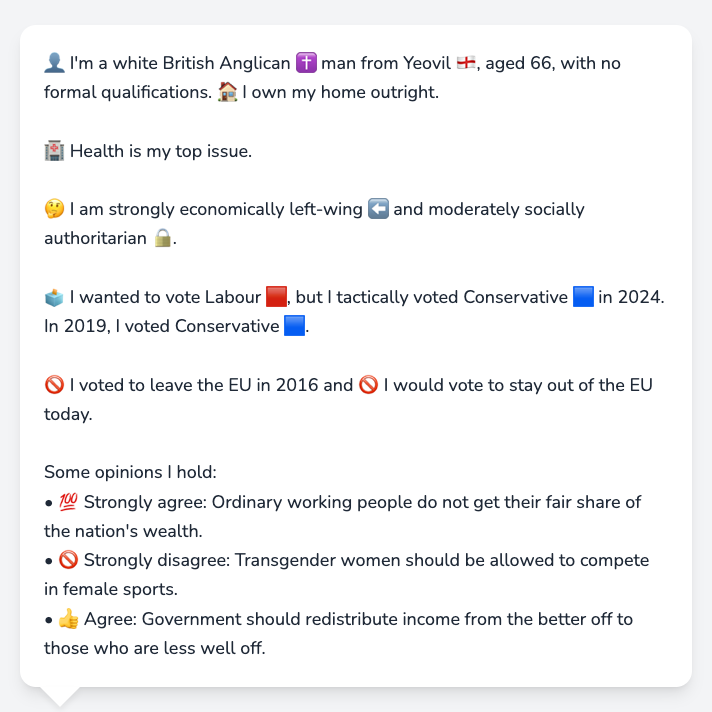 👤 I'm a white British Anglican ✝️ man from Yeovil 🏴󠁧󠁢󠁥󠁮󠁧󠁿, aged 66, with no
formal qualifications. 🏠 I own my home outright.
🏥 Health is my top issue.
🤔 I am strongly economically left-wing ⬅️ and moderately socially
authoritarian 🔒.
🗳️ I wanted to vote Labour 🟥, but I tactically voted Conservative 🟦 in 2024.
In 2019, I voted Conservative 🟦.
🚫 I voted to leave the EU in 2016 and 🚫 I would vote to stay out of the EU
today.
Some opinions I hold:
• 💯 Strongly agree: Ordinary working people do not get their fair share of
the nation's wealth.
• 🚫 Strongly disagree: Transgender women should be allowed to compete
in female sports.
• 👍 Agree: Government should redistribute income from the better off to
those who are less well off.